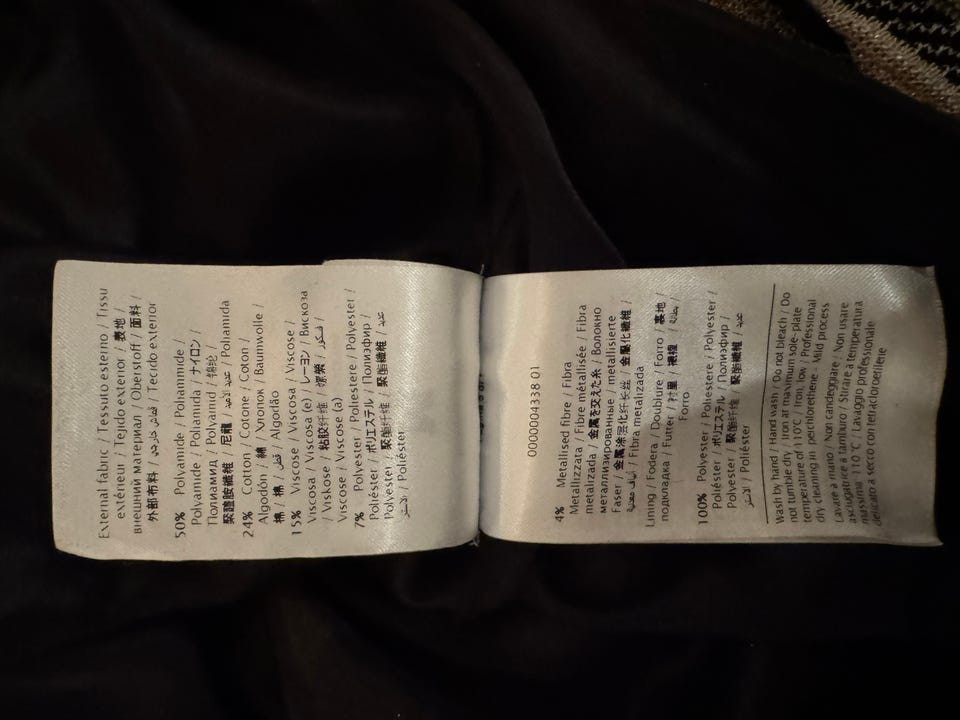 External fabric / Tessuto esterno / Tissu
extérieur / Tejido exterior / 表地 /
внешний материал / Oberstoff / 面料 /
外部布料 / Tecido exterior
50% Polyamide / Poliammide /
Polyamide / Poliamida / ナイロン /
Полиамид / Polyamid / 锦纶 /
聚醯胺纖維 / 尼龍 / Poliamida
24% Cotton / Cotone / Coton /
Algodón / 綿 / Хлопок / Baumwolle /
棉 / 棉 / قطن / Algodão
15% Viscose / Viscosa / Viscose /
Viscosa / Viscosa (e) / レーヨン / Вискоза
/ Viskose / 粘胶纤维 / 嫘縈 / فسكوز /
Viscose / Viscose (a)
7% Polyester / Poliestere / Polyester /
Poliéster / ポリエステル / Полиэфир /
Polyester / 聚酯纤维 / 聚酯纖維 /
/ Poliéster
0000004338 01
4% Metallised fibre / Fibra
Metallizzata / Fibre métallisée / Fibra
metalizada / 金属を交えた糸 / Волокно
металлизированные / Metallisierte
Faser / 金属涂层化纤长丝 / 金屬化纖維 /
/ Fibra metalizada
Lining / Fodera / Doublure / Forro / 裏地 /
подкладка / Futter / 衬里 / 襯裡 / بطانة /
Forro
100% Polyester / Poliestere / Polyester /
Poliéster / ポリエステル / Полиэфир /
Polyester / 聚酯纤维 / 聚酯纖維 /
/ Poliéster
Wash by hand / Hand wash / Do not bleach / Do
not tumble dry / Iron at maximum sole-plate
temperature of 110°C Iron, low / Professional
dry cleaning in perchlorethene - Mild process
Lavare a mano / Non candeggiare / Non usare
asciugatore a tamburo / Stirare a temperatura
massima 110 °C / Lavaggio professionale
delicato a secco con tetracloroetilene